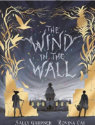 THE
WIND
IN THE
WALL
SALLY GARDNER
ROVINA CAI